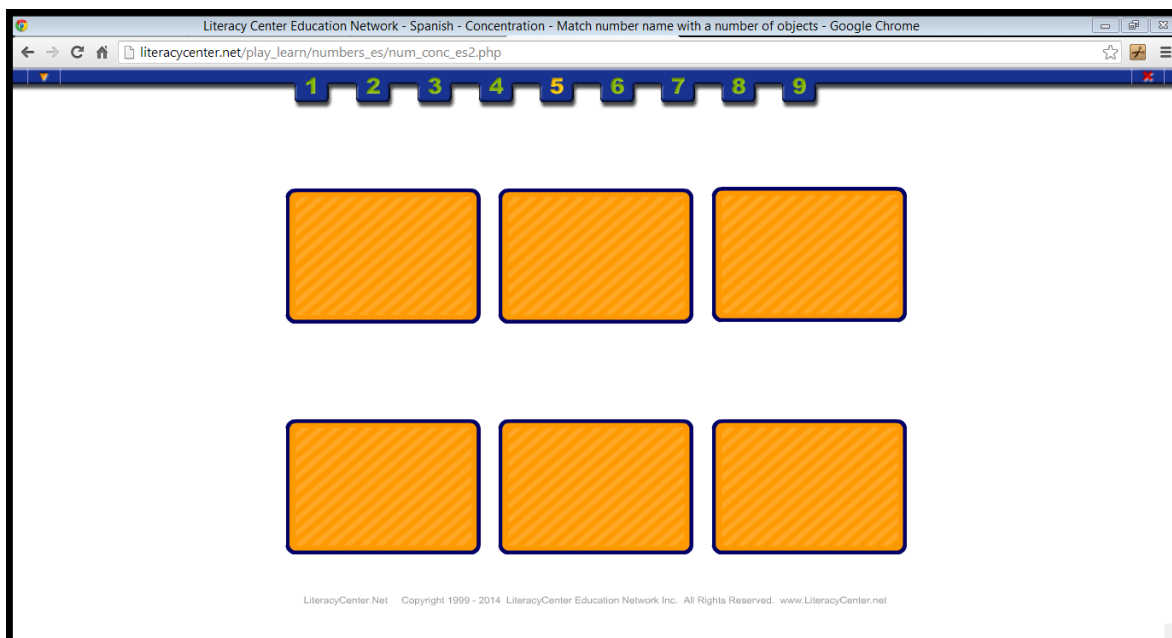 Literacy Center Education Network - Spanish - Concentration - Match number name with a number of objects - Google Chrome
literacycenter.net/play_learn/numbers_es/num_conc_es2.php
1 2 3 4 5 6 7 8 9
LiteracyCenter.Net Copyright 1999 - 2014 LiteracyCenter Education Network Inc. All Rights Reserved. www.LiteracyCenter.net